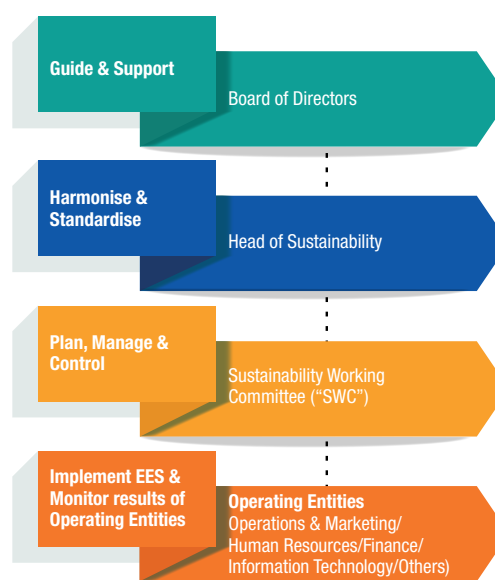 Guide & Support
Board of Directors
Harmonise &
Standardise
Head of Sustainability
Plan, Manage &
Control
Sustainability Working
Committee (“SWC”)
Implement EES &
Monitor results of
Operating Entities
Operating Entities
Operations & Marketing/
Human Resources/Finance/
Information Technology/Others)